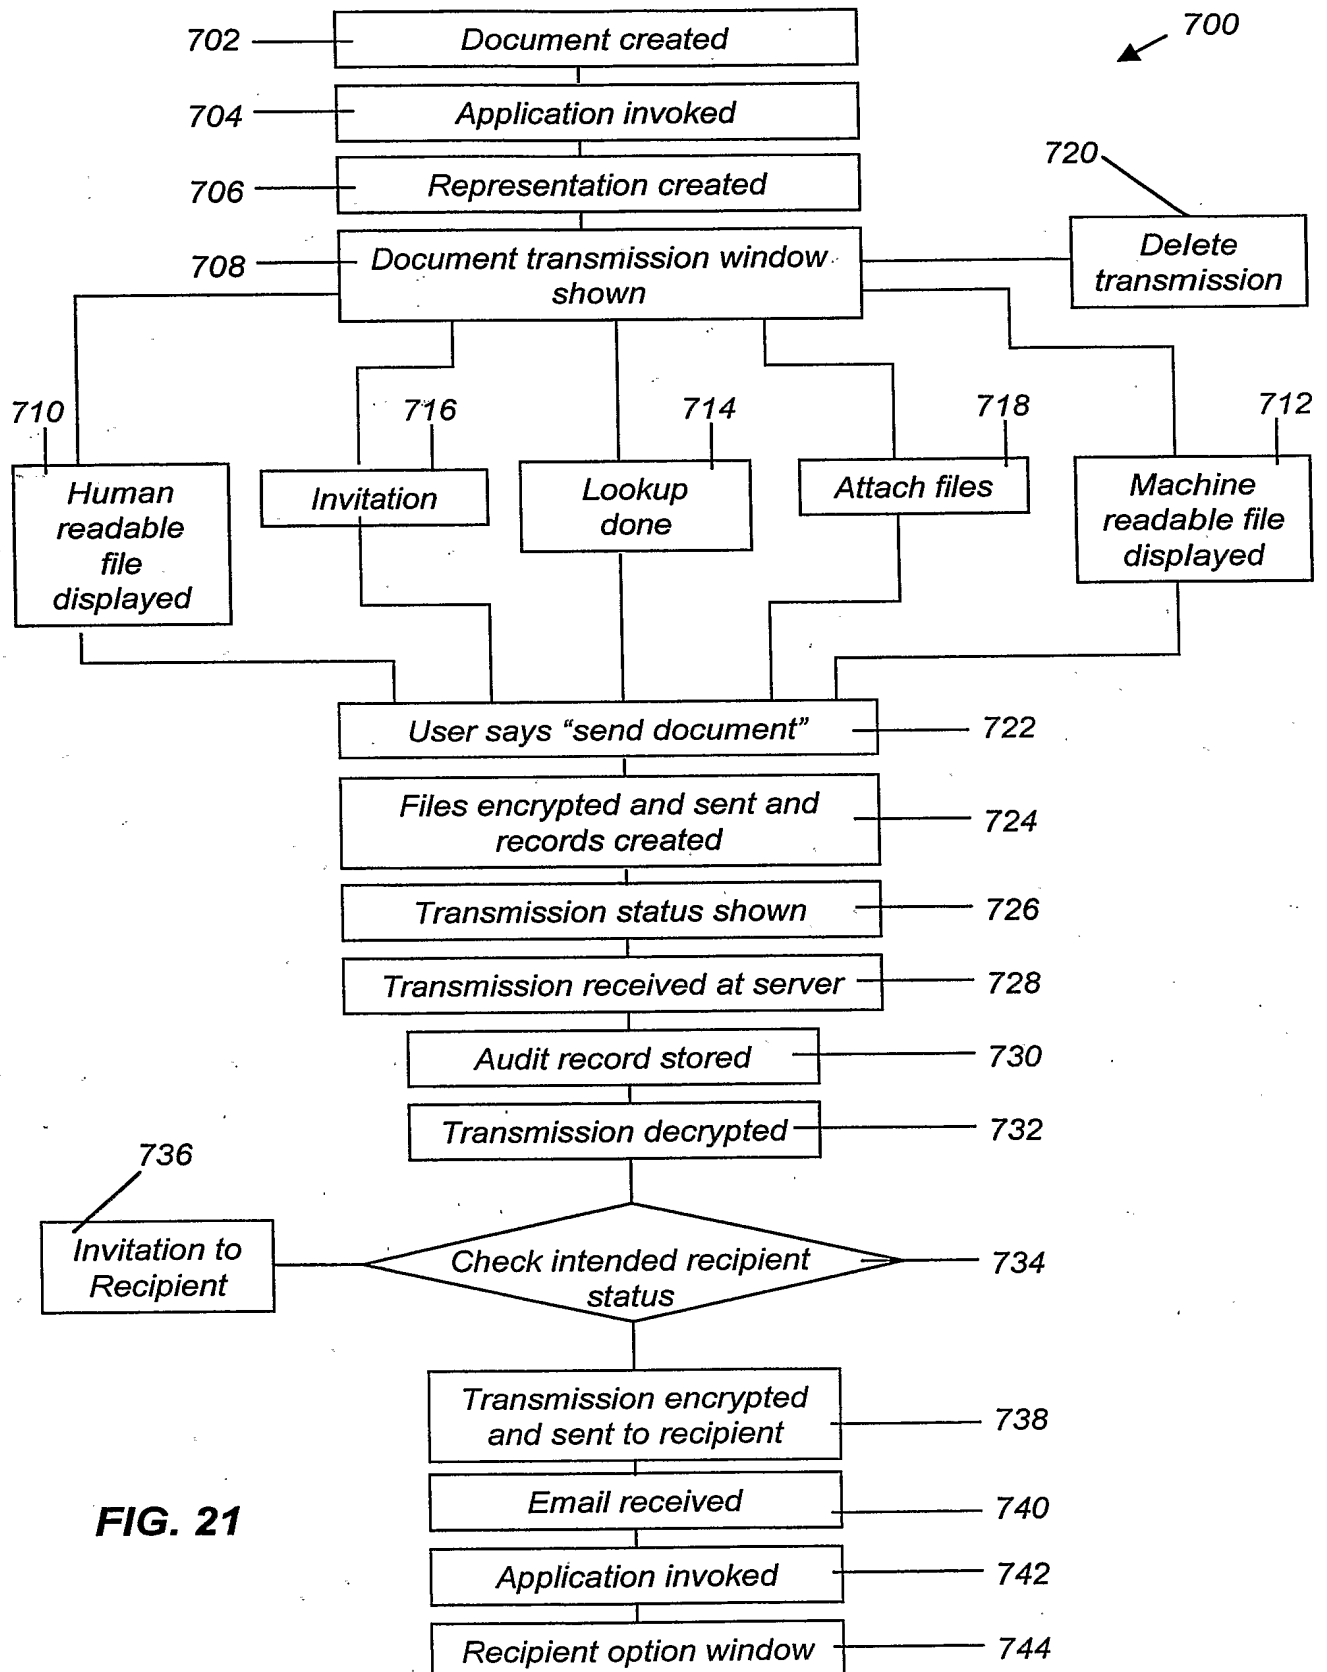 702
Document created
700
704
Application invoked
706
Representation created
720
708
Document transmission window
shown
Delete
transmission
710
716
714
718
712
Human
readable
file
displayed
Invitation
Lookup
done
Attach files
Machine
readable file
displayed
User says “send document”
722
Files encrypted and sent and
records created
724
Transmission status shown
726
Transmission received at server
728
Audit record stored
730
Transmission decrypted
732
736
Invitation to
Recipient
Check intended recipient
status
734
Transmission encrypted
and sent to recipient
738
Email received
740
Application invoked
742
Recipient option window
744
FIG. 21